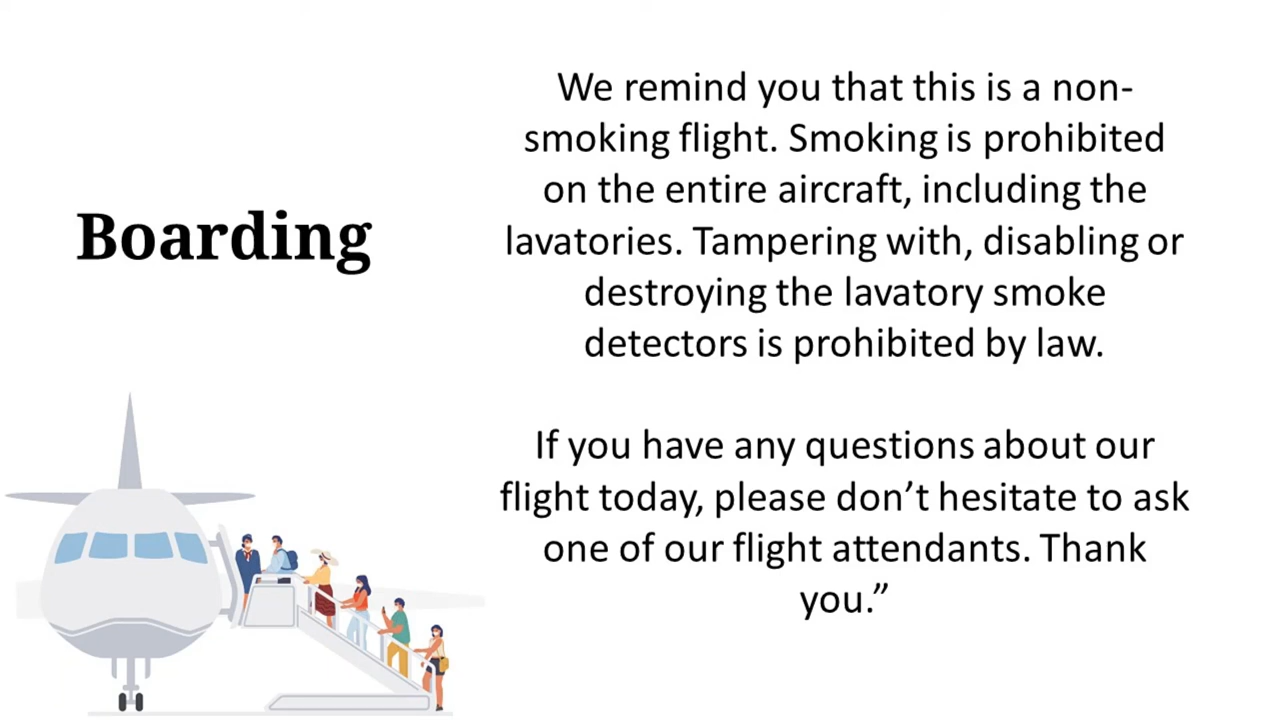 Boarding
We remind you that this is a non-
smoking flight. Smoking is prohibited
on the entire aircraft, including the
lavatories. Tampering with, disabling or
destroying the lavatory smoke
detectors is prohibited by law.
If you have any questions about our
flight today, please don’t hesitate to ask
one of our flight attendants. Thank
you.”